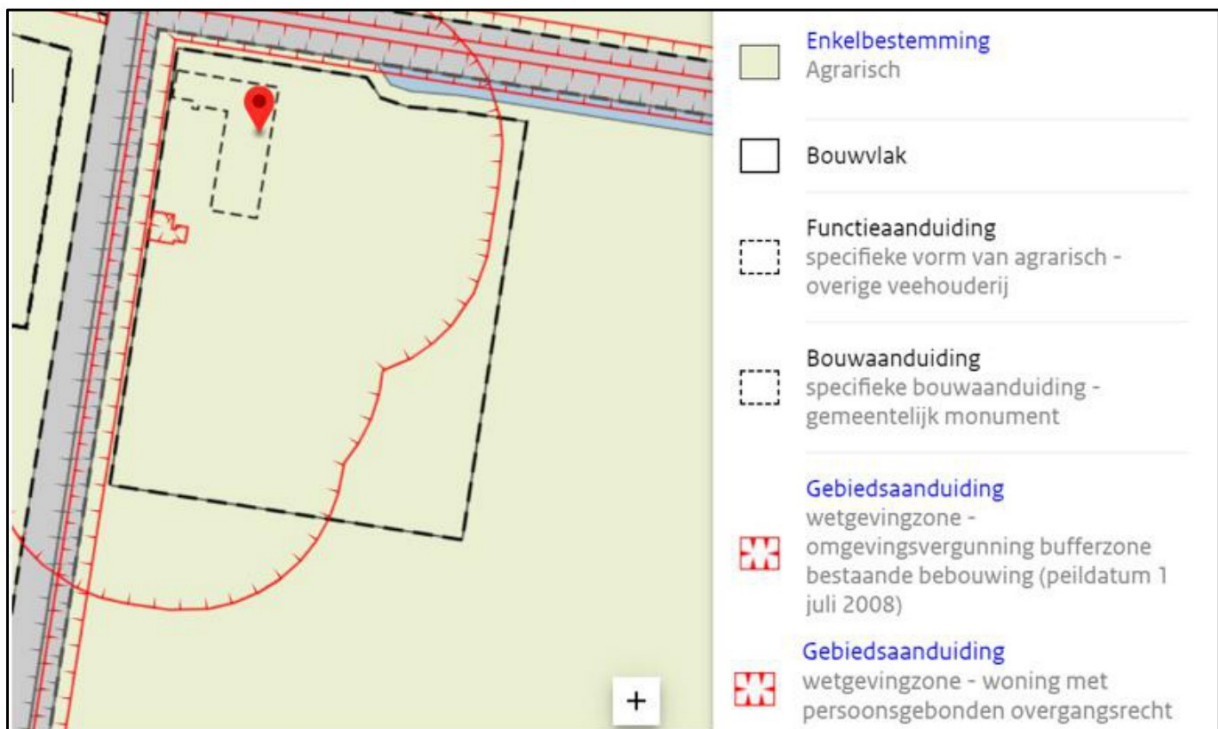 Enkelbestemming
Agrarisch
Bouwvlak
Functieaanduiding
specifieke vorm van agrarisch -
overige veehouderij
Bouwaanduiding
specifieke bouwaanduiding -
gemeentelijk monument
Gebiedsaanduiding
wetgevingzone -
omgevingsvergunning bufferzone
bestaande bebouwing (peildatum 1
juli 2008)
Gebiedsaanduiding
wetgevingzone - woning met
persoonsgebonden overgangsrecht
+